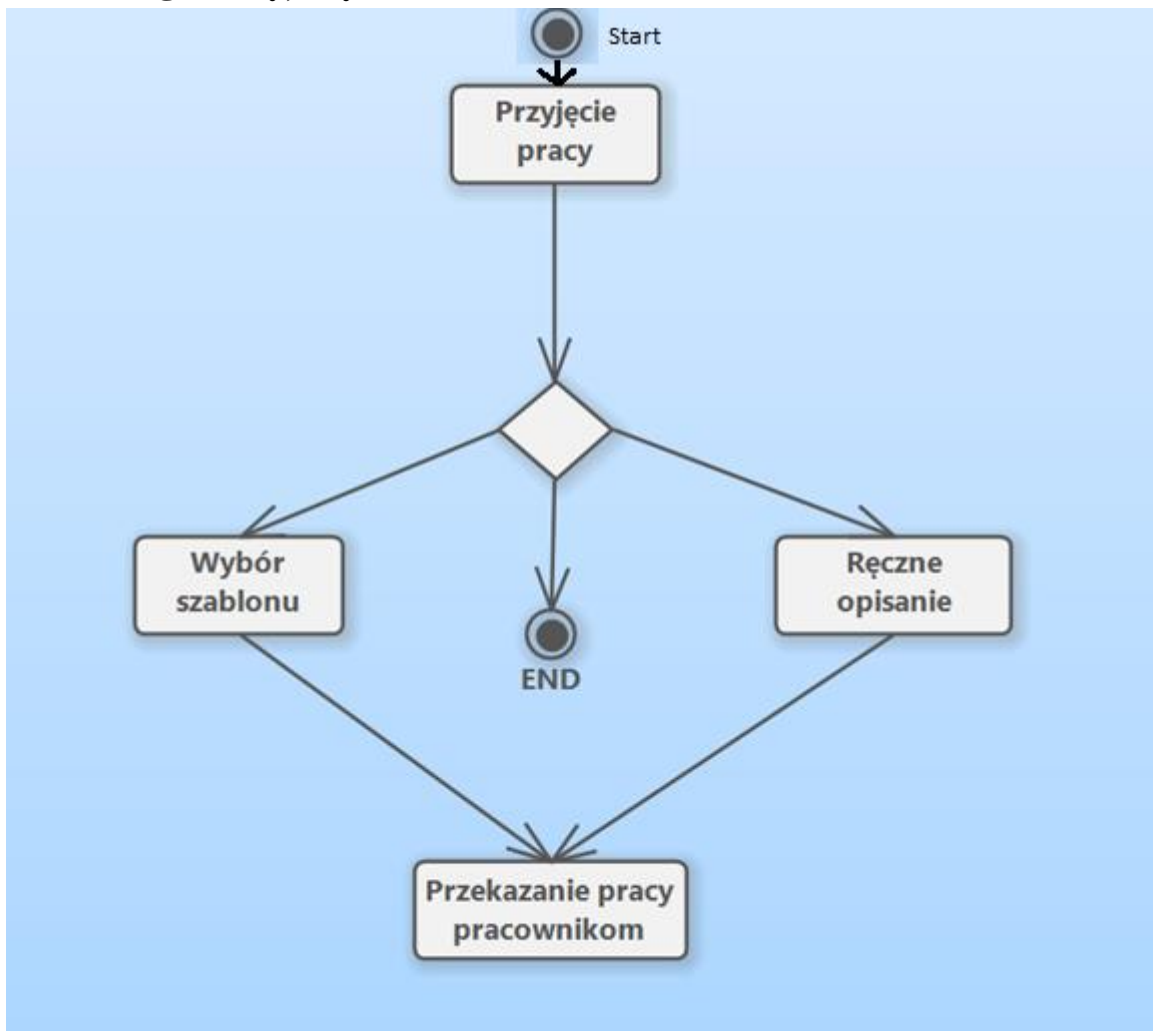 Start
Przyjęcie
pracy
Wybór
szablonu
Ręczne
opisanie
END
Przekazanie pracy
pracownikom